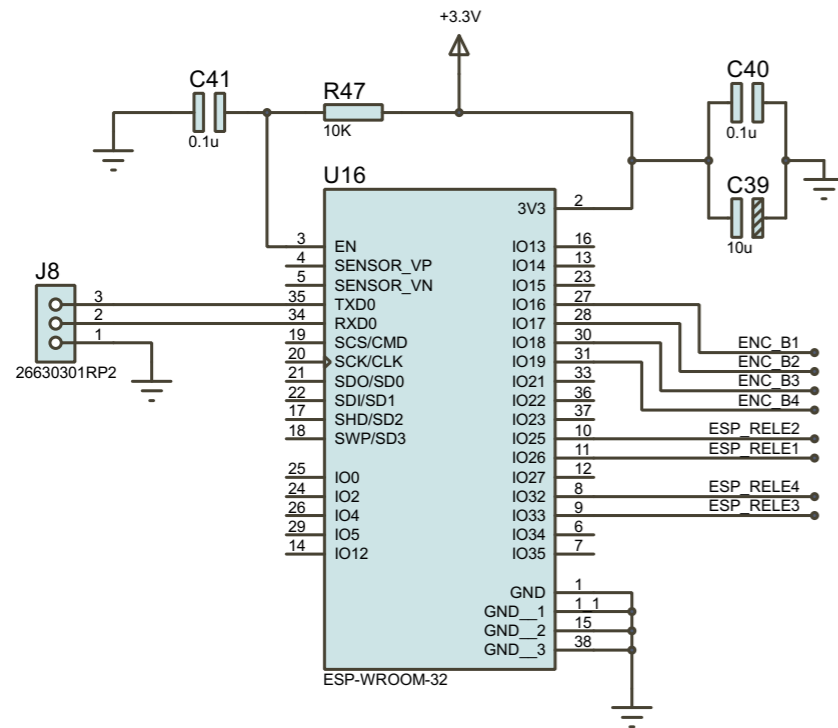 +3.3V
C41
0.1u
R47
10K
C40
0.1u
C39
10u
U16
3V3 2
3 EN
4 SENSOR_VP
5 SENSOR_VN
35 TXD0
34 RXD0
19 SCS/CMD
20 SCK/CLK
21 SDO/SD0
22 SDI/SD1
17 SHD/SD2
18 SWP/SD3
25 IO0
24 IO2
26 IO4
29 IO5
14 IO12
IO13 16
IO14 13
IO15 23
IO16 27
IO17 28
IO18 30
IO19 31
IO21 33
IO22 36
IO23 37
IO25 10
IO26 11
IO27 12
IO32 8
IO33 9
IO34 6
IO35 7
GND 1
GND__1 1_1
GND__2 15
GND__3 38
ESP-WROOM-32
J8
3
2
1
26630301RP2
ENC_B1
ENC_B2
ENC_B3
ENC_B4
ESP_RELE2
ESP_RELE1
ESP_RELE4
ESP_RELE3